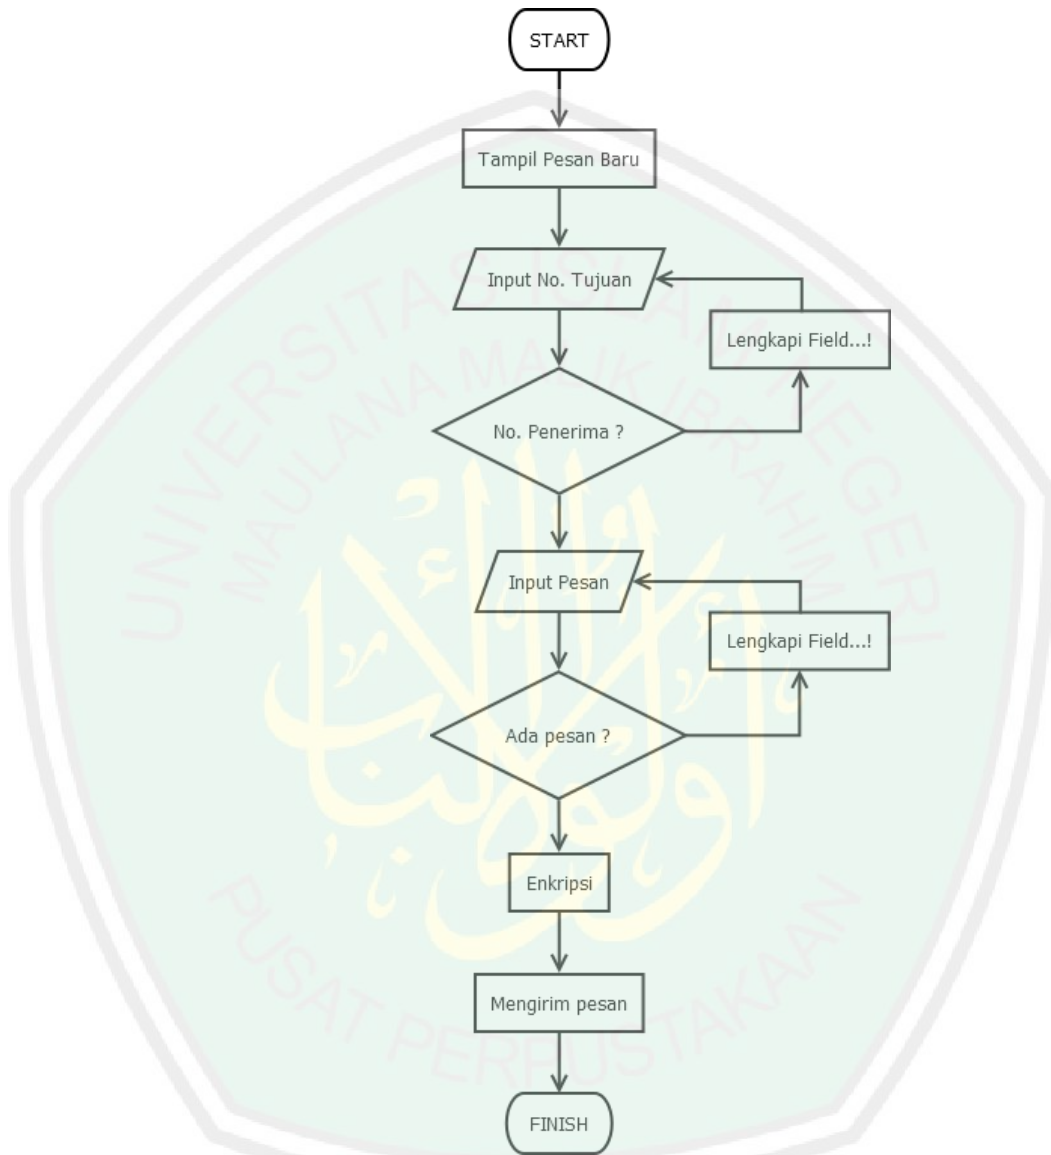 START
Tampil Pesan Baru
Input No. Tujuan
Lengkapi Field...!
No. Penerima ?
Input Pesan
Lengkapi Field...!
Ada pesan ?
Enkripsi
Mengirim pesan
FINISH
UNIVERSITAS ISLAM NEGERI
MAULANA MALIK IBRAHIM
PUSAT PERPUSTAKAAN